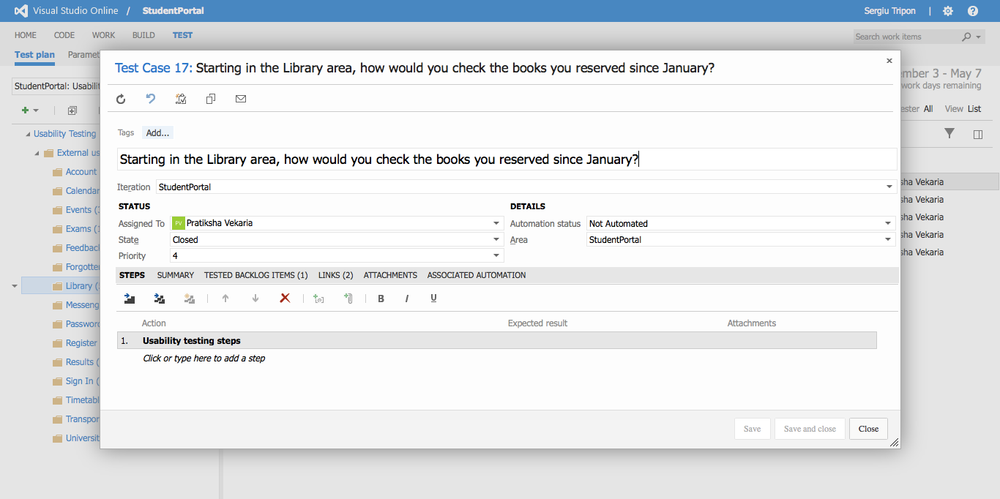 Visual Studio Online / StudentPortal
Sergiu Tripon |
HOME CODE WORK BUILD TEST
Search work items
Test plan
StudentPortal: Usabilit
Usability Testing
External us
Account
Calendar
Events (
Exams (
Feedbac
Forgotte
Library (
Messeng
Password
Register
Results (
Sign In (
Timetabl
Transpor
Universit
Test Case 17: Starting in the Library area, how would you check the books you reserved since January?
Tags Add...
Starting in the Library area, how would you check the books you reserved since January?
Iteration StudentPortal
STATUS
Assigned To PV Pratiksha Vekaria
State Closed
Priority 4
DETAILS
Automation status Not Automated
Area StudentPortal
STEPS SUMMARY TESTED BACKLOG ITEMS (1) LINKS (2) ATTACHMENTS ASSOCIATED AUTOMATION
B I U
Action Expected result Attachments
1. Usability testing steps
Click or type here to add a step
Save Save and close Close
mber 3 - May 7
work days remaining
ester All View List
sha Vekaria
sha Vekaria
sha Vekaria
sha Vekaria
sha Vekaria